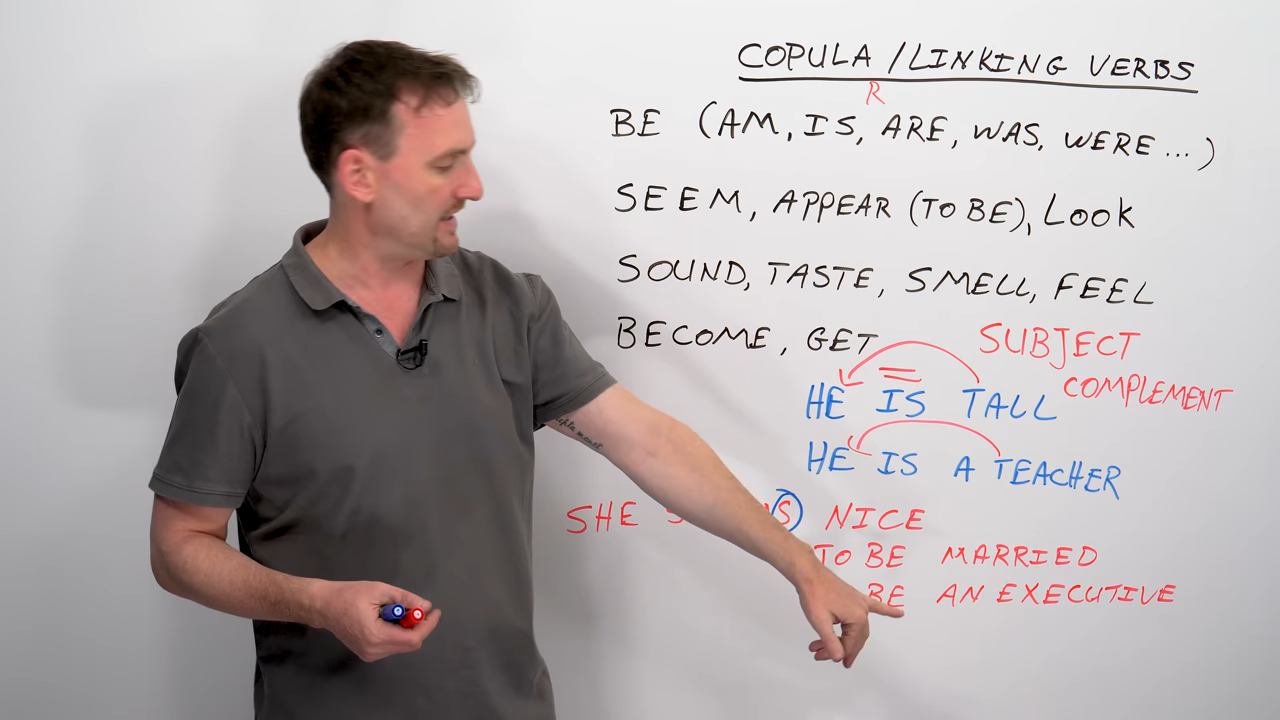 COPULA / LINKING VERBS
R
BE (AM, IS, ARE, WAS, WERE...)
SEEM, APPEAR (TO BE), LOOK
SOUND, TASTE, SMELL, FEEL
BECOME, GET
SUBJECT
COMPLEMENT
HE IS TALL
HE IS A TEACHER
SHE NICE
TO BE MARRIED
BE AN EXECUTIVE